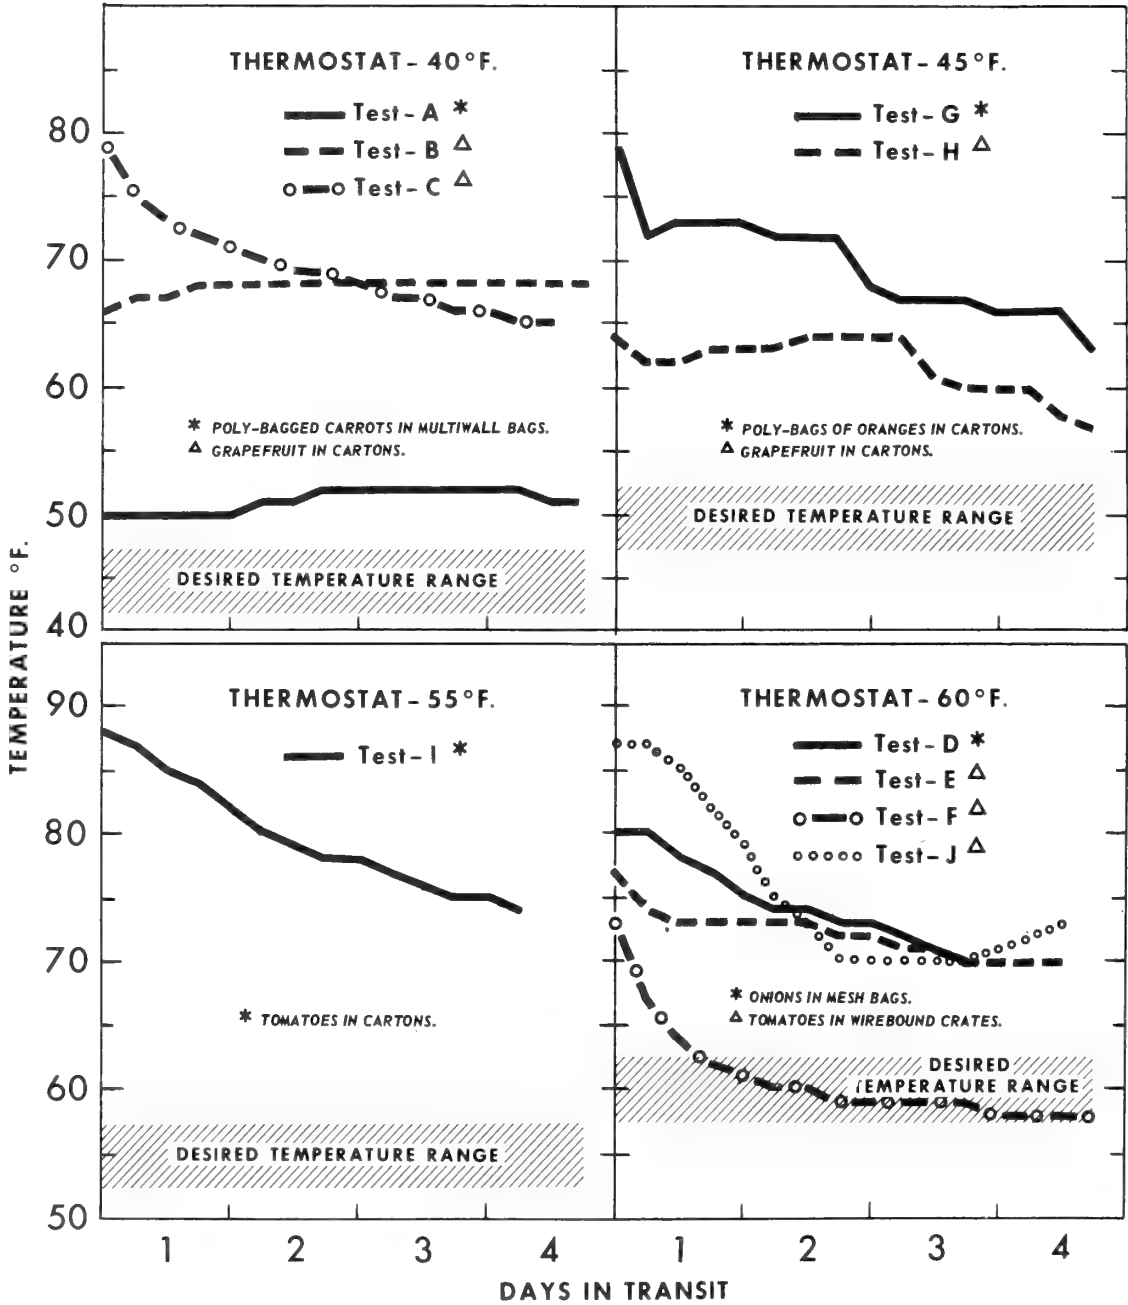 THERMOSTAT-40°F.
Test-A *
Test-B △
Test-C △
* POLY-BAGGED CARROTS IN MULTIWALL BAGS.
△ GRAPEFRUIT IN CARTONS.
DESIRED TEMPERATURE RANGE
80
70
60
50
40
THERMOSTAT-45°F.
Test-G *
Test-H △
* POLY-BAGS OF ORANGES IN CARTONS.
△ GRAPEFRUIT IN CARTONS.
DESIRED TEMPERATURE RANGE
TEMPERATURE °F.
THERMOSTAT-55°F.
Test-I *
* TOMATOES IN CARTONS.
DESIRED TEMPERATURE RANGE
90
80
70
60
50
THERMOSTAT-60°F.
Test-D *
Test-E △
Test-F △
Test-J △
* ONIONS IN MESH BAGS.
△ TOMATOES IN WIREBOUND CRATES.
DESIRED
TEMPERATURE RANGE
1 2 3 4 1 2 3 4
DAYS IN TRANSIT